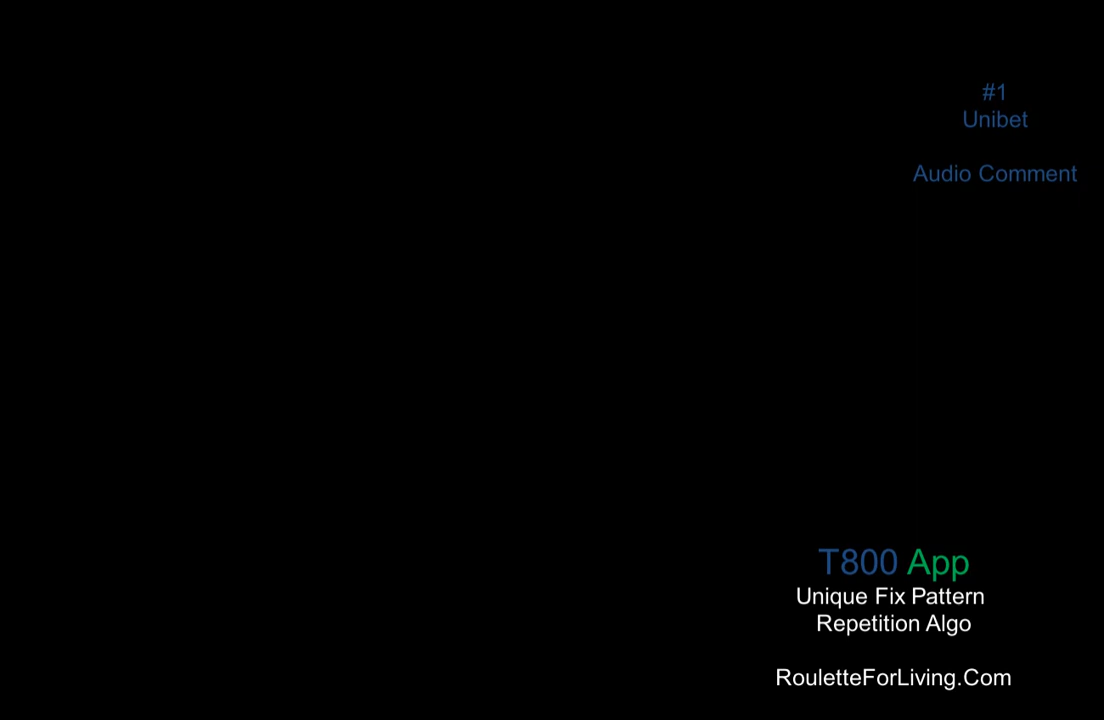 #1
Unibet
Audio Comment
T800 App
Unique Fix Pattern
Repetition Algo
RouletteForLiving.Com